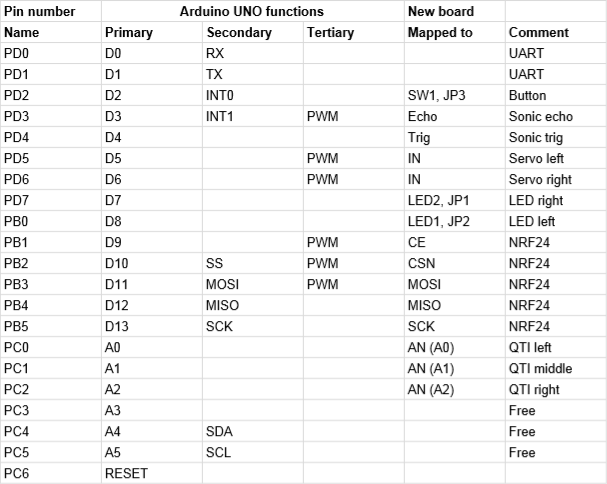 Pin number Arduino UNO functions New board
Name Primary Secondary Tertiary Mapped to Comment
PD0 D0 RX UART
PD1 D1 TX UART
PD2 D2 INT0 SW1, JP3 Button
PD3 D3 INT1 PWM Echo Sonic echo
PD4 D4 Trig Sonic trig
PD5 D5 PWM IN Servo left
PD6 D6 PWM IN Servo right
PD7 D7 LED2, JP1 LED right
PB0 D8 LED1, JP2 LED left
PB1 D9 PWM CE NRF24
PB2 D10 SS PWM CSN NRF24
PB3 D11 MOSI PWM MOSI NRF24
PB4 D12 MISO MISO NRF24
PB5 D13 SCK SCK NRF24
PC0 A0 AN (A0) QTI left
PC1 A1 AN (A1) QTI middle
PC2 A2 AN (A2) QTI right
PC3 A3 Free
PC4 A4 SDA Free
PC5 A5 SCL Free
PC6 RESET